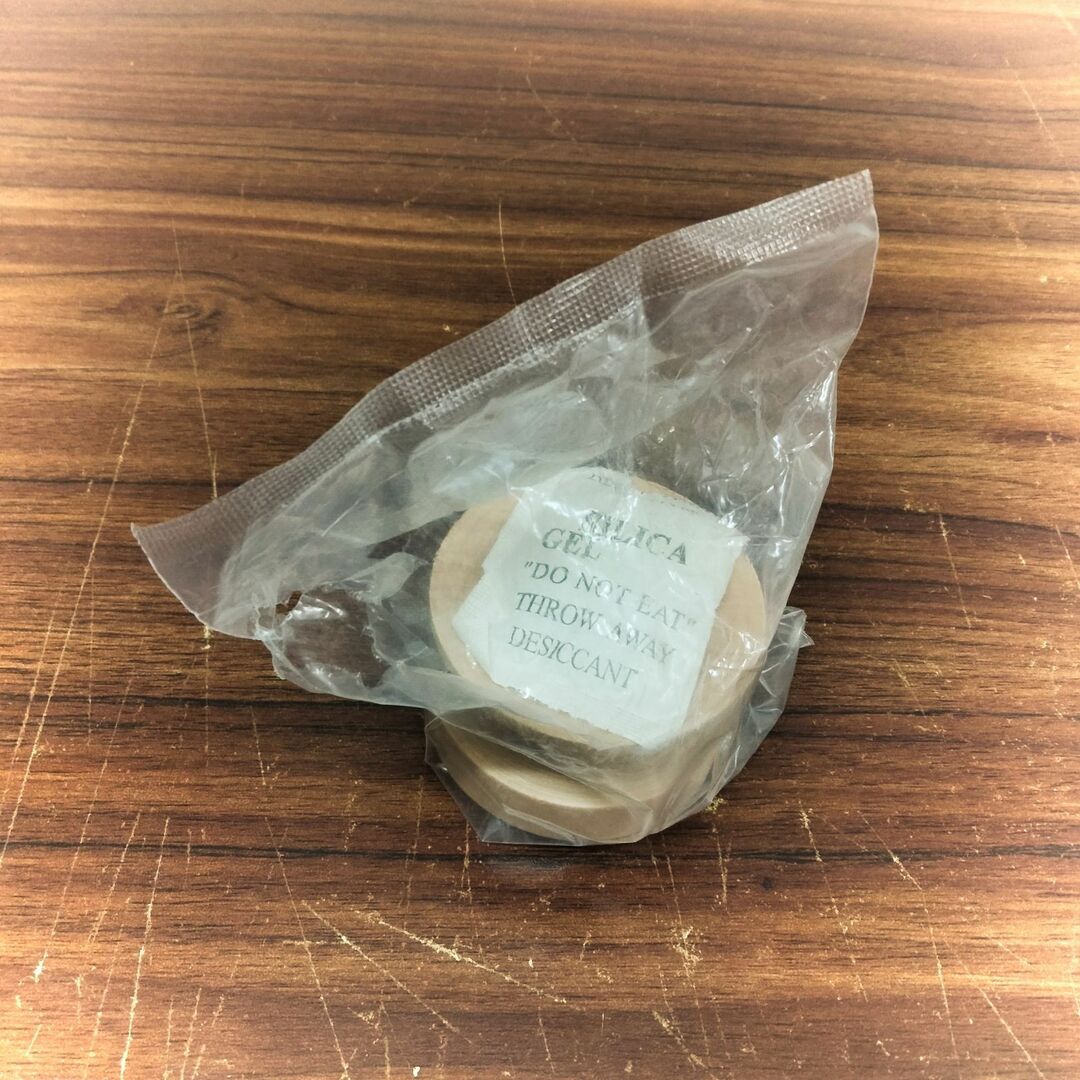 SILICA
GEL
"DO NOT EAT"
THROW AWAY
DESICCANT